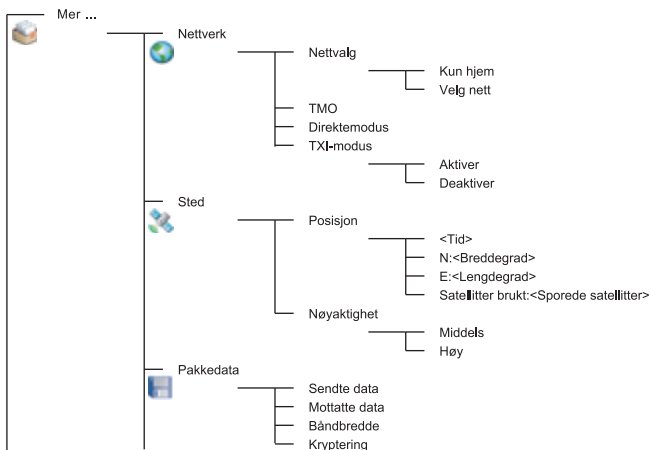 Mer ...
Nettverk
Nettvalg
Kun hjem
Velg nett
TMO
Direktemodus
TXI-modus
Aktiver
Deaktiver
Sted
Posisjon
<Tid>
N:<Breddegrad>
E:<Lengdegrad>
Satellitter brukt:<Sporede satellitter>
Nøyaktighet
Middels
Høy
Pakkedata
Sendte data
Mottatte data
Båndbredde
Kryptering